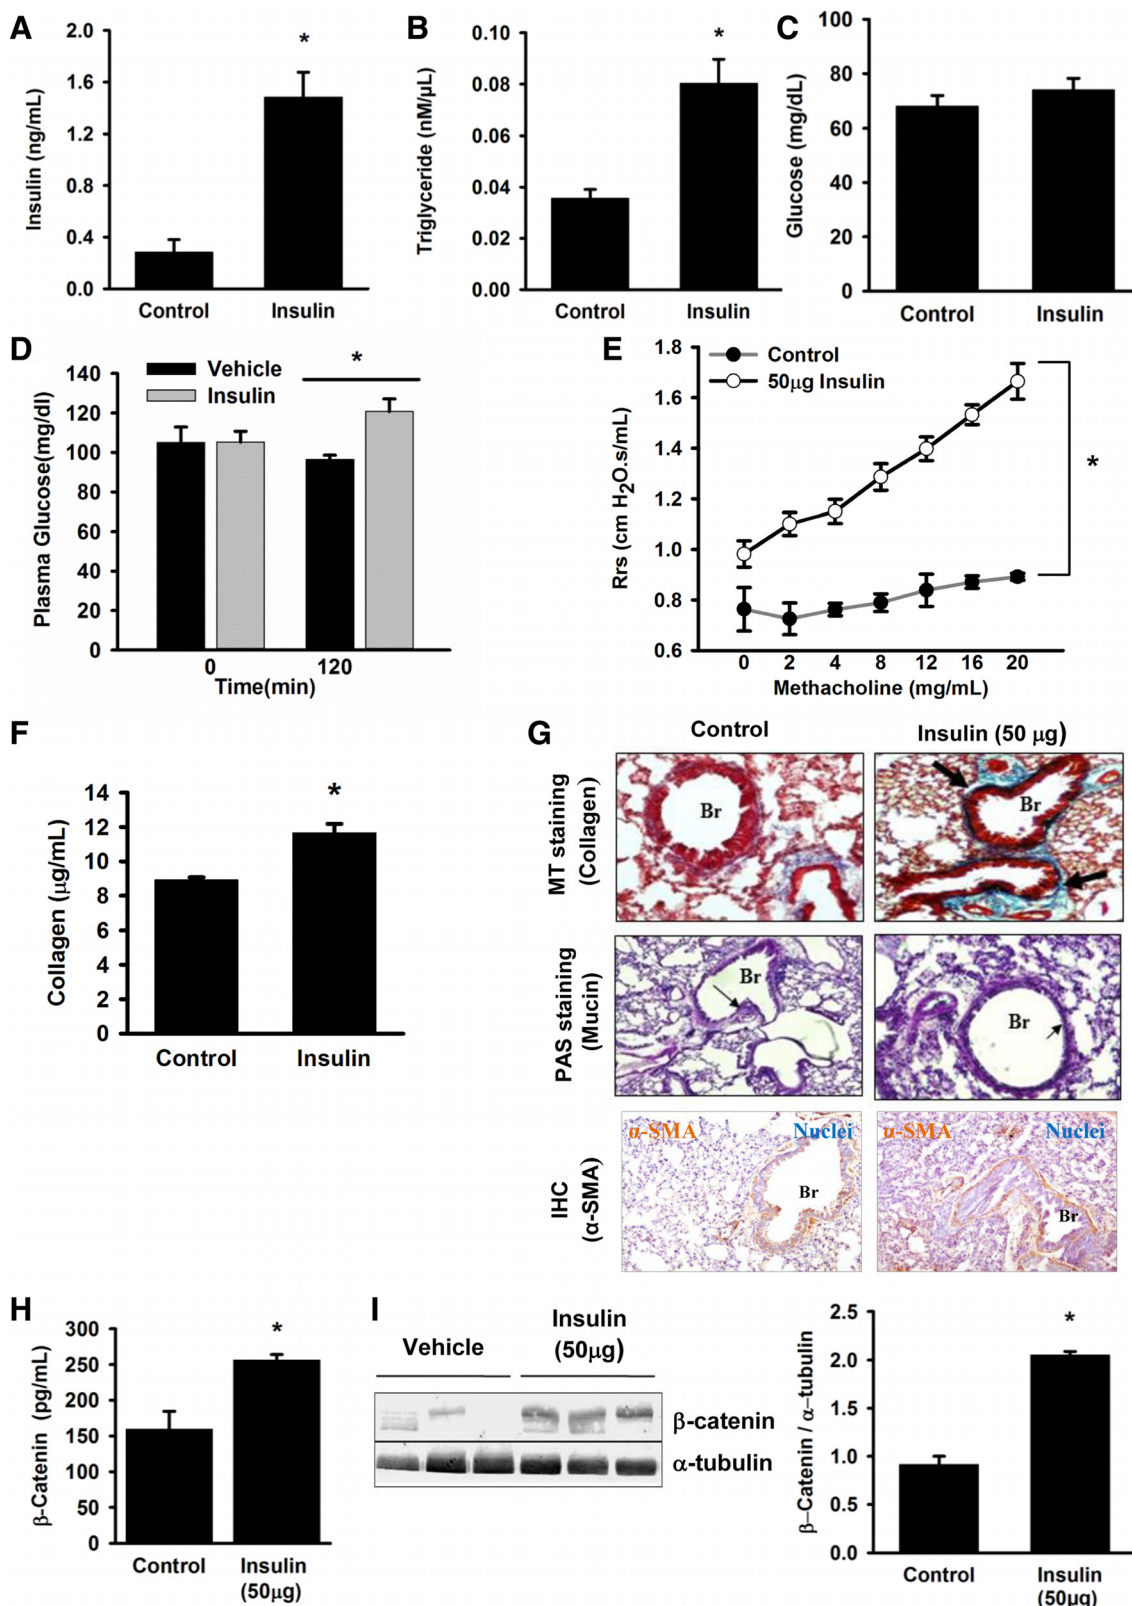 A
Insulin (ng/mL)
2.0
1.6
1.2
0.8
0.4
0.0
*
Control
Insulin
B
Triglyceride (nM/μL)
0.10
0.08
0.06
0.04
0.02
0.00
*
Control
Insulin
C
Glucose (mg/dL)
100
80
60
40
20
0
Control
Insulin
D
Plasma Glucose(mg/dl)
140
120
100
80
60
40
20
0
Vehicle
Insulin
*
0
120
Time(min)
E
Rrs (cm H2O.s/mL)
1.8
1.6
1.4
1.2
1.0
0.8
0.6
Control
50μg Insulin
*
0 2 4 8 12 16 20
Methacholine (mg/mL)
F
Collagen (μg/mL)
14
12
10
8
6
4
2
0
*
Control
Insulin
G
Control
Insulin (50 μg)
MT staining
(Collagen)
Br
Br
PAS staining
(Mucin)
Br
Br
IHC
(α-SMA)
α-SMA
Nuclei
Br
α-SMA
Nuclei
Br
H
β-Catenin (pg/mL)
300
250
200
150
100
50
0
*
Control
Insulin
(50μg)
I
Vehicle
Insulin
(50μg)
β-catenin
α-tubulin
β-Catenin / α-tubulin
2.5
2.0
1.5
1.0
0.5
0.0
*
Control
Insulin
(50μg)